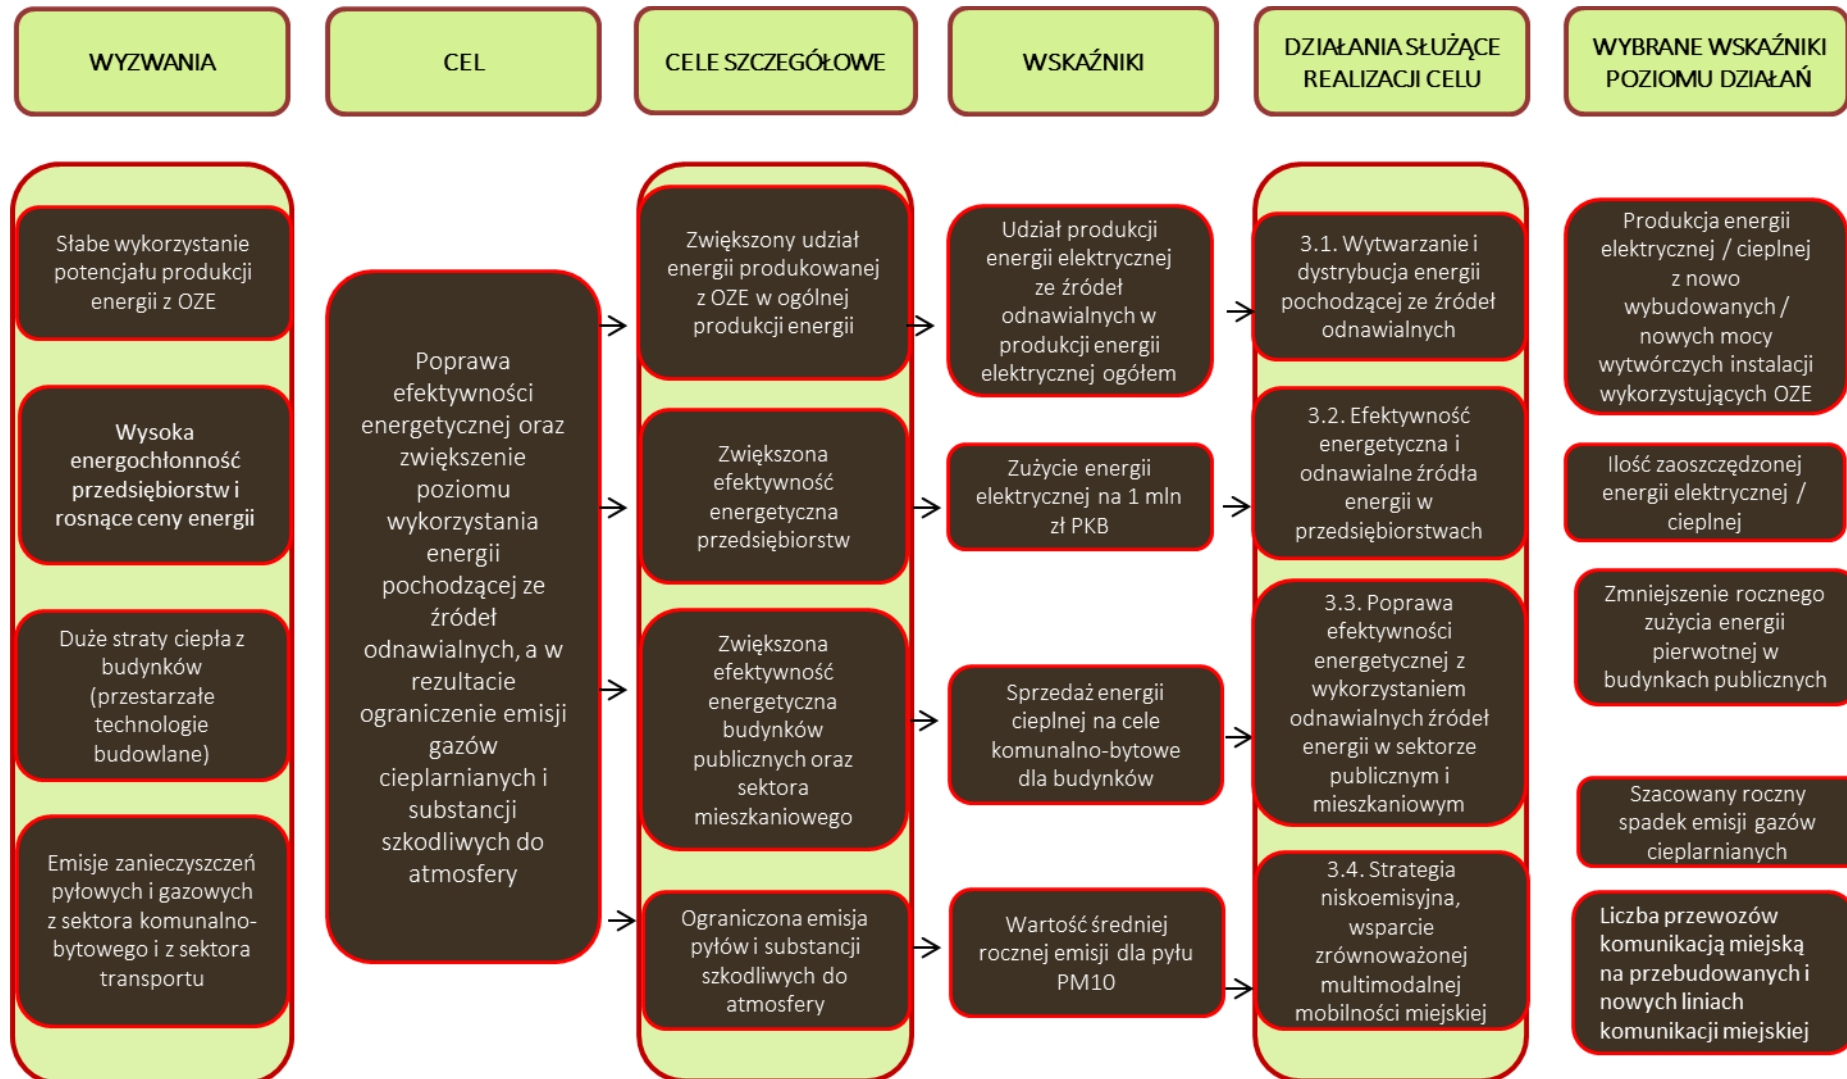 WYZWANIA
CEL
CELE SZCZEGÓŁOWE
WSKAŹNIKI
DZIAŁANIA SŁUŻĄCE
REALIZACJI CELU
WYBRANE WSKAŹNIKI
POZIOMU DZIAŁAŃ
Słabe wykorzystanie
potencjału produkcji
energii z OZE
Wysoka
energochłonność
przedsiębiorstw i
rosnące ceny energii
Duże straty ciepła z
budynków
(przestarzałe
technologie
budowlane)
Emisje zanieczyszczeń
pyłowych i gazowych
z sektora komunalno-
bytowego i z sektora
transportu
Poprawa
efektywności
energetycznej oraz
zwiększenie
poziomu
wykorzystania
energii
pochodzącej ze
źródeł
odnawialnych, a w
rezultacie
ograniczenie emisji
gazów
cieplarnianych i
substancji
szkodliwych do
atmosfery
Zwiększony udział
energii produkowanej
z OZE w ogólnej
produkcji energii
Zwiększona
efektywność
energetyczna
przedsiębiorstw
Zwiększona
efektywność
energetyczna
budynków
publicznych oraz
sektora
mieszkaniowego
Ograniczona emisja
pyłów i substancji
szkodliwych do
atmosfery
Udział produkcji
energii elektrycznej
ze źródeł
odnawialnych w
produkcji energii
elektrycznej ogółem
Zużycie energii
elektrycznej na 1 mln
zł PKB
Sprzedaż energii
cieplnej na cele
komunalno-bytowe
dla budynków
Wartość średniej
rocznej emisji dla pyłu
PM10
3.1. Wytwarzanie i
dystrybucja energii
pochodzącej ze źródeł
odnawialnych
3.2. Efektywność
energetyczna i
odnawialne źródła
energii w
przedsiębiorstwach
3.3. Poprawa
efektywności
energetycznej z
wykorzystaniem
odnawialnych źródeł
energii w sektorze
publicznym i
mieszkaniowym
3.4. Strategia
niskoemisyjna,
wsparcie
zrównoważonej
multimodalnej
mobilności miejskiej
Produkcja energii
elektrycznej / cieplnej
z nowo
wybudowanych /
nowych mocy
wytwórczych instalacji
wykorzystujących OZE
Ilość zaoszczędzonej
energii elektrycznej /
cieplnej
Zmniejszenie rocznego
zużycia energii
pierwotnej w
budynkach publicznych
Szacowany roczny
spadek emisji gazów
cieplarnianych
Liczba przewozów
komunikacją miejską
na przebudowanych i
nowych liniach
komunikacji miejskiej